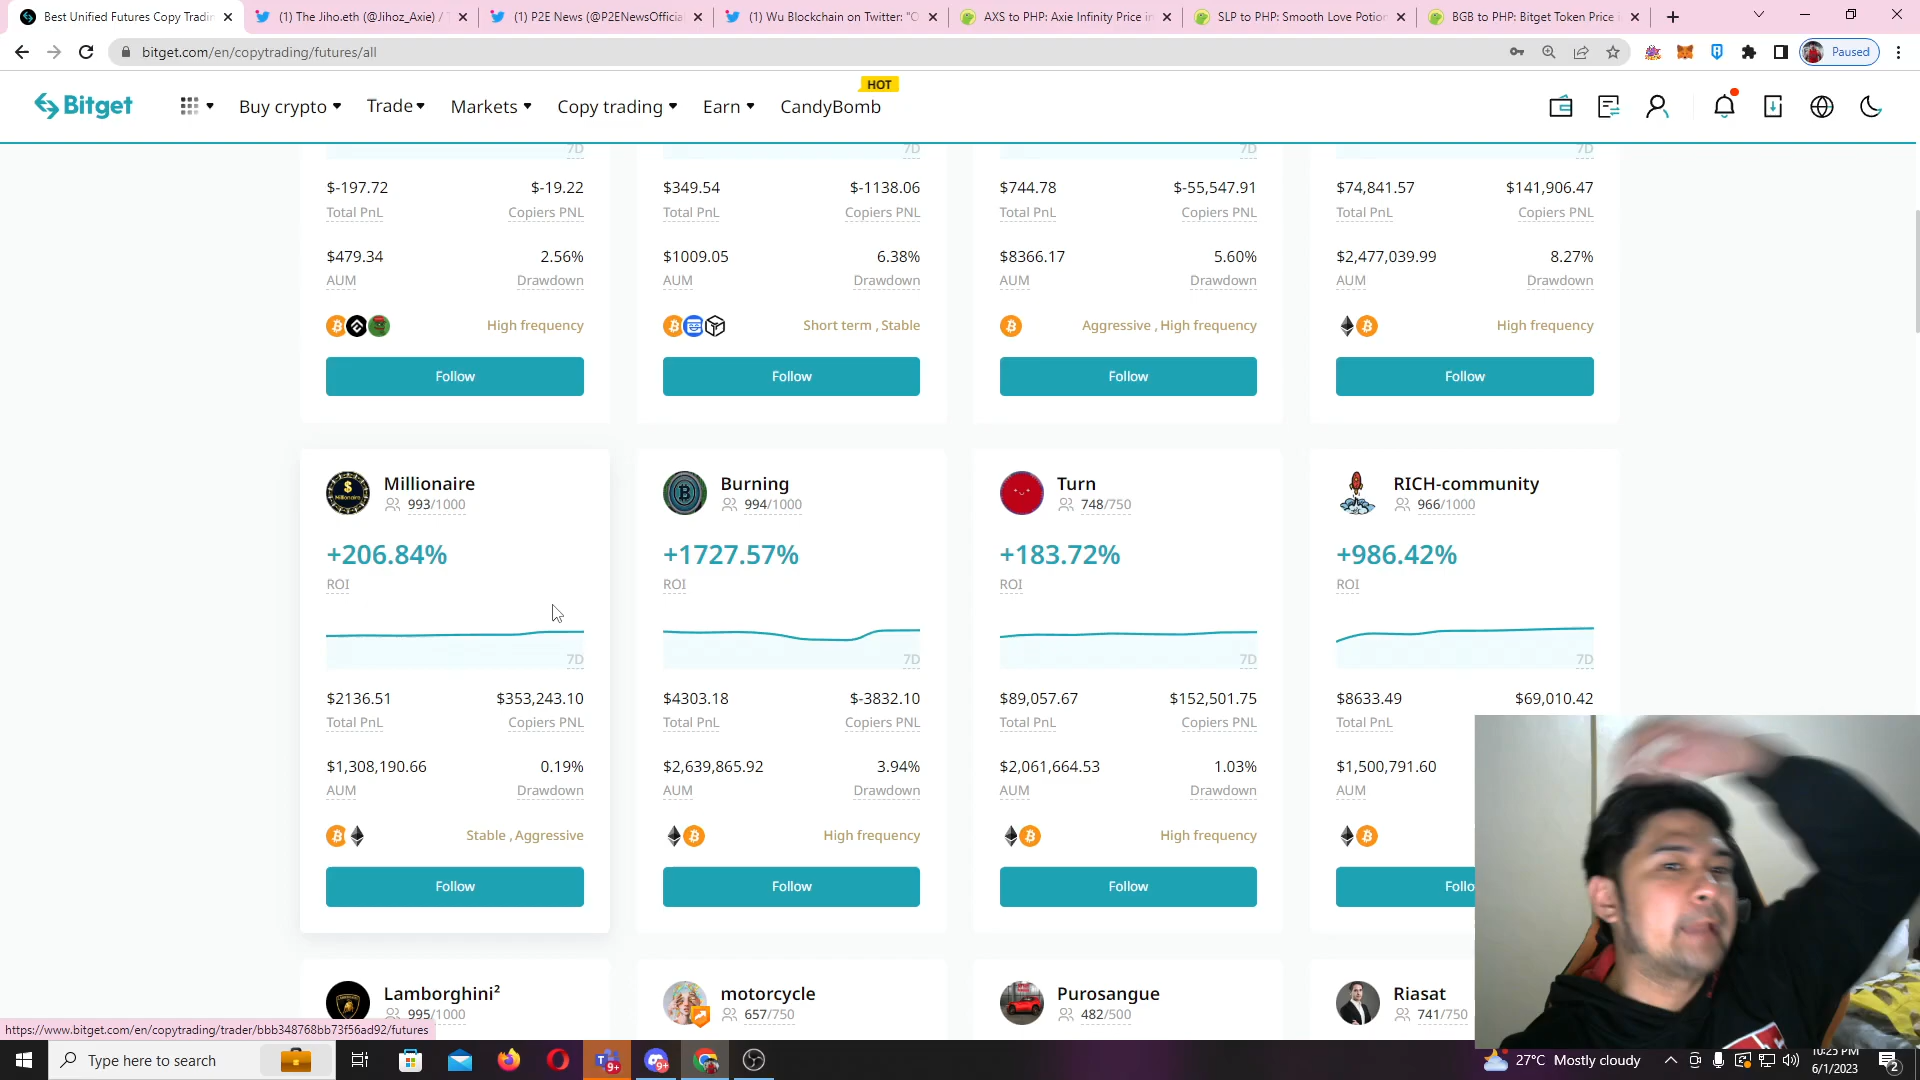 Best Unified Futures Copy Tradin
(1) The Jiho.eth (@Jihoz_Axie) / T
(1) P2E News (@P2ENewsOfficial
(1) Wu Blockchain on Twitter: "O
AXS to PHP: Axie Infinity Price in
SLP to PHP: Smooth Love Potion
BGB to PHP: Bitget Token Price i
bitget.com/en/copytrading/futures/all
Paused
Bitget
Buy crypto
Trade
Markets
Copy trading
Earn
CandyBomb
HOT
7D
7D
7D
7D
$-197.72 $-19.22
Total PnL Copiers PNL
$479.34 2.56%
AUM Drawdown
High frequency
Follow
$349.54 $-1138.06
Total PnL Copiers PNL
$1009.05 6.38%
AUM Drawdown
Short term , Stable
Follow
$744.78 $-55,547.91
Total PnL Copiers PNL
$8366.17 5.60%
AUM Drawdown
Aggressive , High frequency
Follow
$74,841.57 $141,906.47
Total PnL Copiers PNL
$2,477,039.99 8.27%
AUM Drawdown
High frequency
Follow
Millionaire
993/1000
+206.84%
ROI
7D
$2136.51 $353,243.10
Total PnL Copiers PNL
$1,308,190.66 0.19%
AUM Drawdown
Stable , Aggressive
Follow
Burning
994/1000
+1727.57%
ROI
7D
$4303.18 $-3832.10
Total PnL Copiers PNL
$2,639,865.92 3.94%
AUM Drawdown
High frequency
Follow
Turn
748/750
+183.72%
ROI
7D
$89,057.67 $152,501.75
Total PnL Copiers PNL
$2,061,664.53 1.03%
AUM Drawdown
High frequency
Follow
RICH-community
966/1000
+986.42%
ROI
7D
$8633.49 $69,010.42
Total PnL
$1,500,791.60
AUM
Follo
Lamborghini²
995/1000
motorcycle
657/750
Purosangue
482/500
Riasat
741/750
https://www.bitget.com/en/copytrading/trader/bbb348768bb73f56ad92/futures
Type here to search
9+
9+
27°C Mostly cloudy
10:25 PM
6/1/2023
2